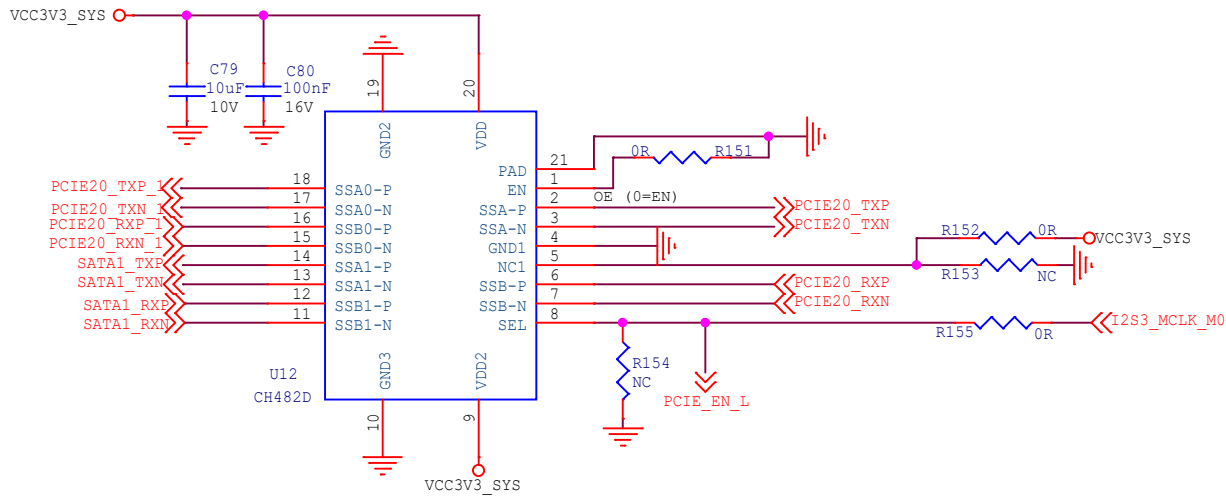 VCC3V3_SYS
C79
10uF
10V
C80
100nF
16V
19
20
GND2
VDD
PCIE20_TXP_1
18
SSA0-P
PCIE20_TXN_1
17
SSA0-N
PCIE20_RXP_1
16
SSB0-P
PCIE20_RXN_1
15
SSB0-N
SATA1_TXP
14
SSA1-P
SATA1_TXN
13
SSA1-N
SATA1_RXP
12
SSB1-P
SATA1_RXN
11
SSB1-N
PAD
21
EN
1
0R
R151
OE (0=EN)
SSA-P
2
PCIE20_TXP
SSA-N
3
PCIE20_TXN
GND1
4
NC1
5
R152
0R
VCC3V3_SYS
R153
NC
SSB-P
6
PCIE20_RXP
SSB-N
7
PCIE20_RXN
SEL
8
R155
0R
I2S3_MCLK_M0
R154
NC
PCIE_EN_L
U12
CH482D
GND3
VDD2
10
9
VCC3V3_SYS